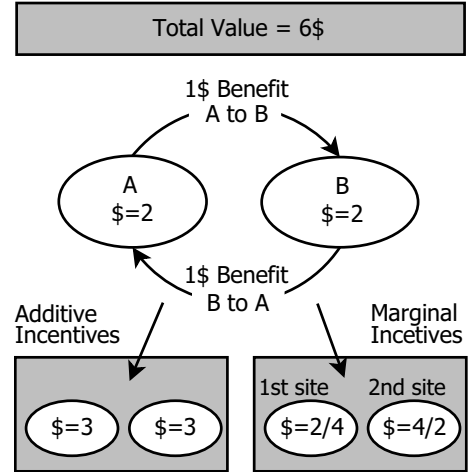 Total Value = 6$
1$ Benefit
A to B
A
$=2
B
$=2
1$ Benefit
B to A
Additive
Incentives
Marginal
Incetives
$=3
$=3
1st site
2nd site
$=2/4
$=4/2